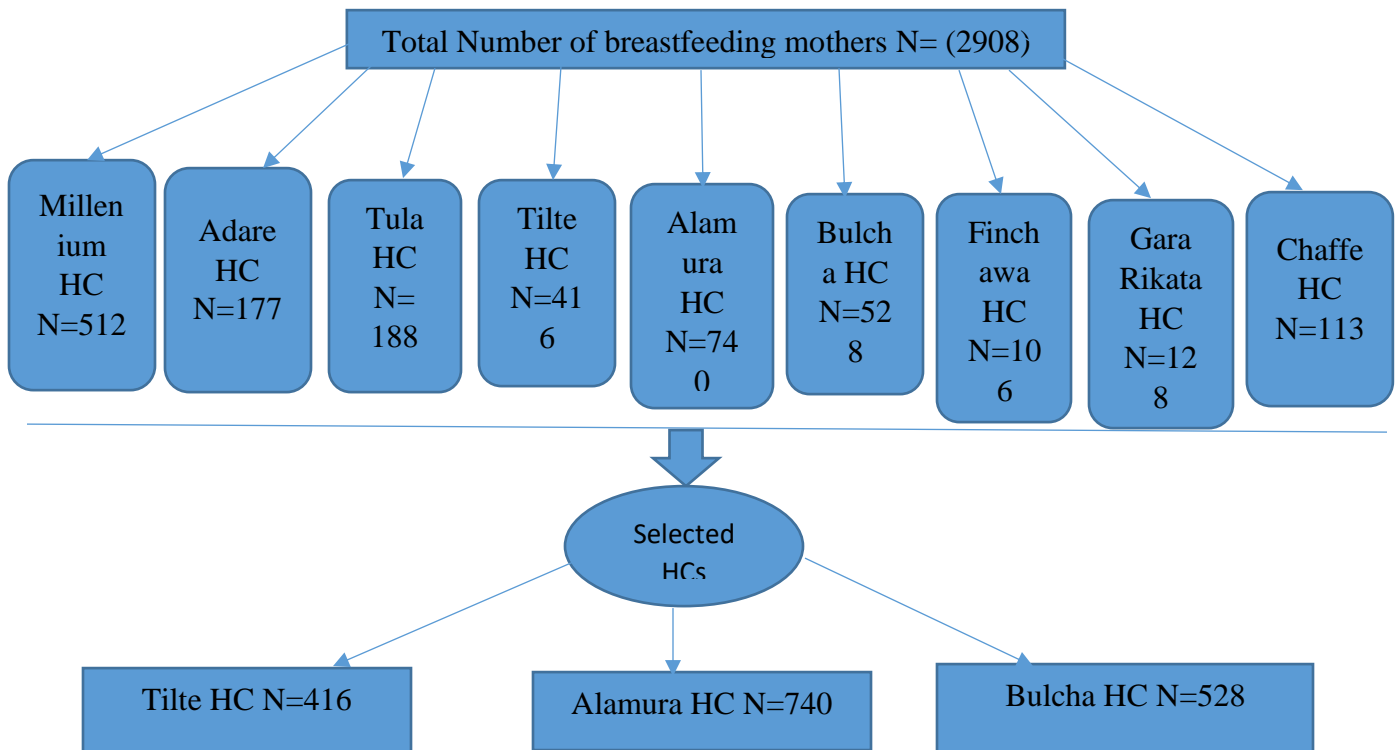 Total Number of breastfeeding mothers N= (2908)
Millen
ium
HC
N=512
Adare
HC
N=177
Tula
HC
N=
188
Tilte
HC
N=41
6
Alam
ura
HC
N=74
0
Bulch
a HC
N=52
8
Finch
awa
HC
N=10
6
Gara
Rikata
HC
N=12
8
Chaffe
HC
N=113
Selected
HCs
Tilte HC N=416
Alamura HC N=740
Bulcha HC N=528